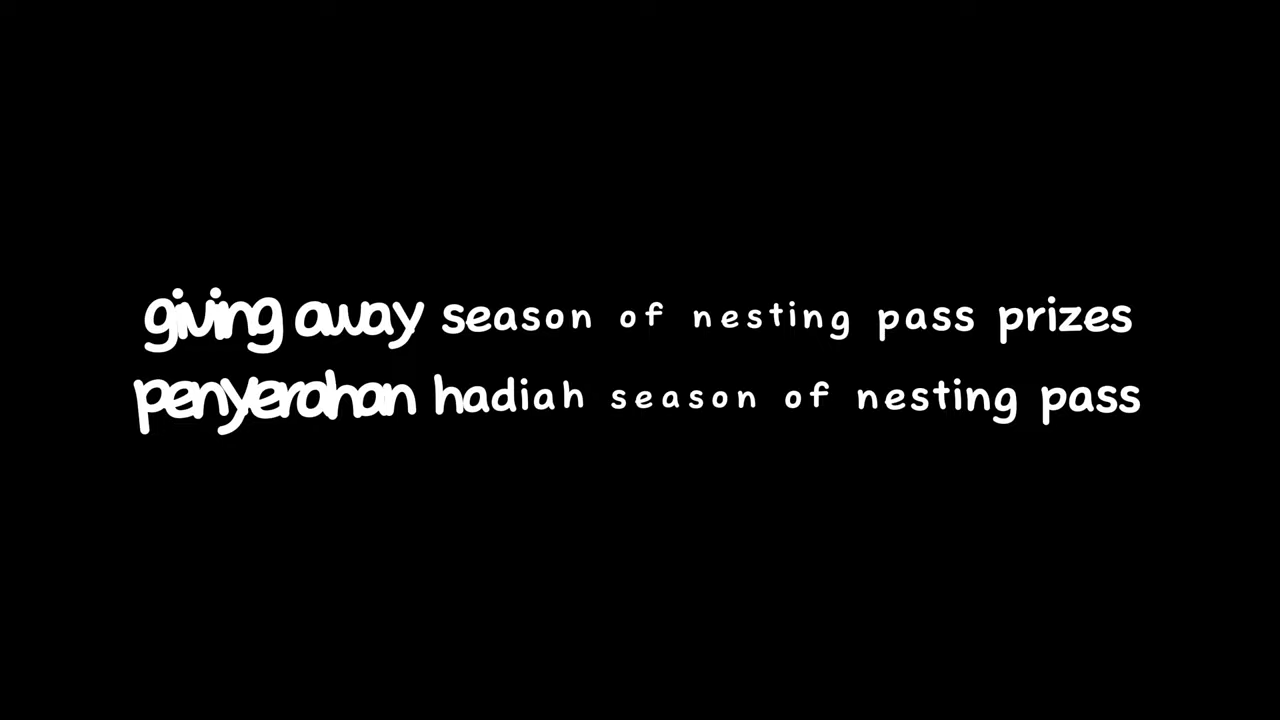 giving away season of nesting pass prizes
penyerahan hadiah season of nesting pass